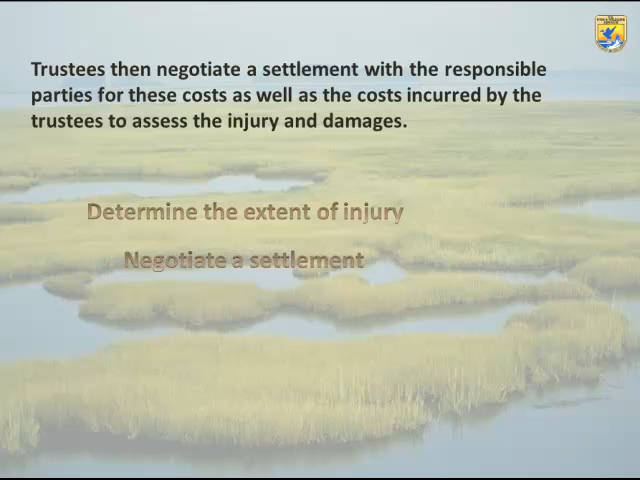 Trustees then negotiate a settlement with the responsible
parties for these costs as well as the costs incurred by the
trustees to assess the injury and damages.
Determine the extent of injury
Negotiate a settlement